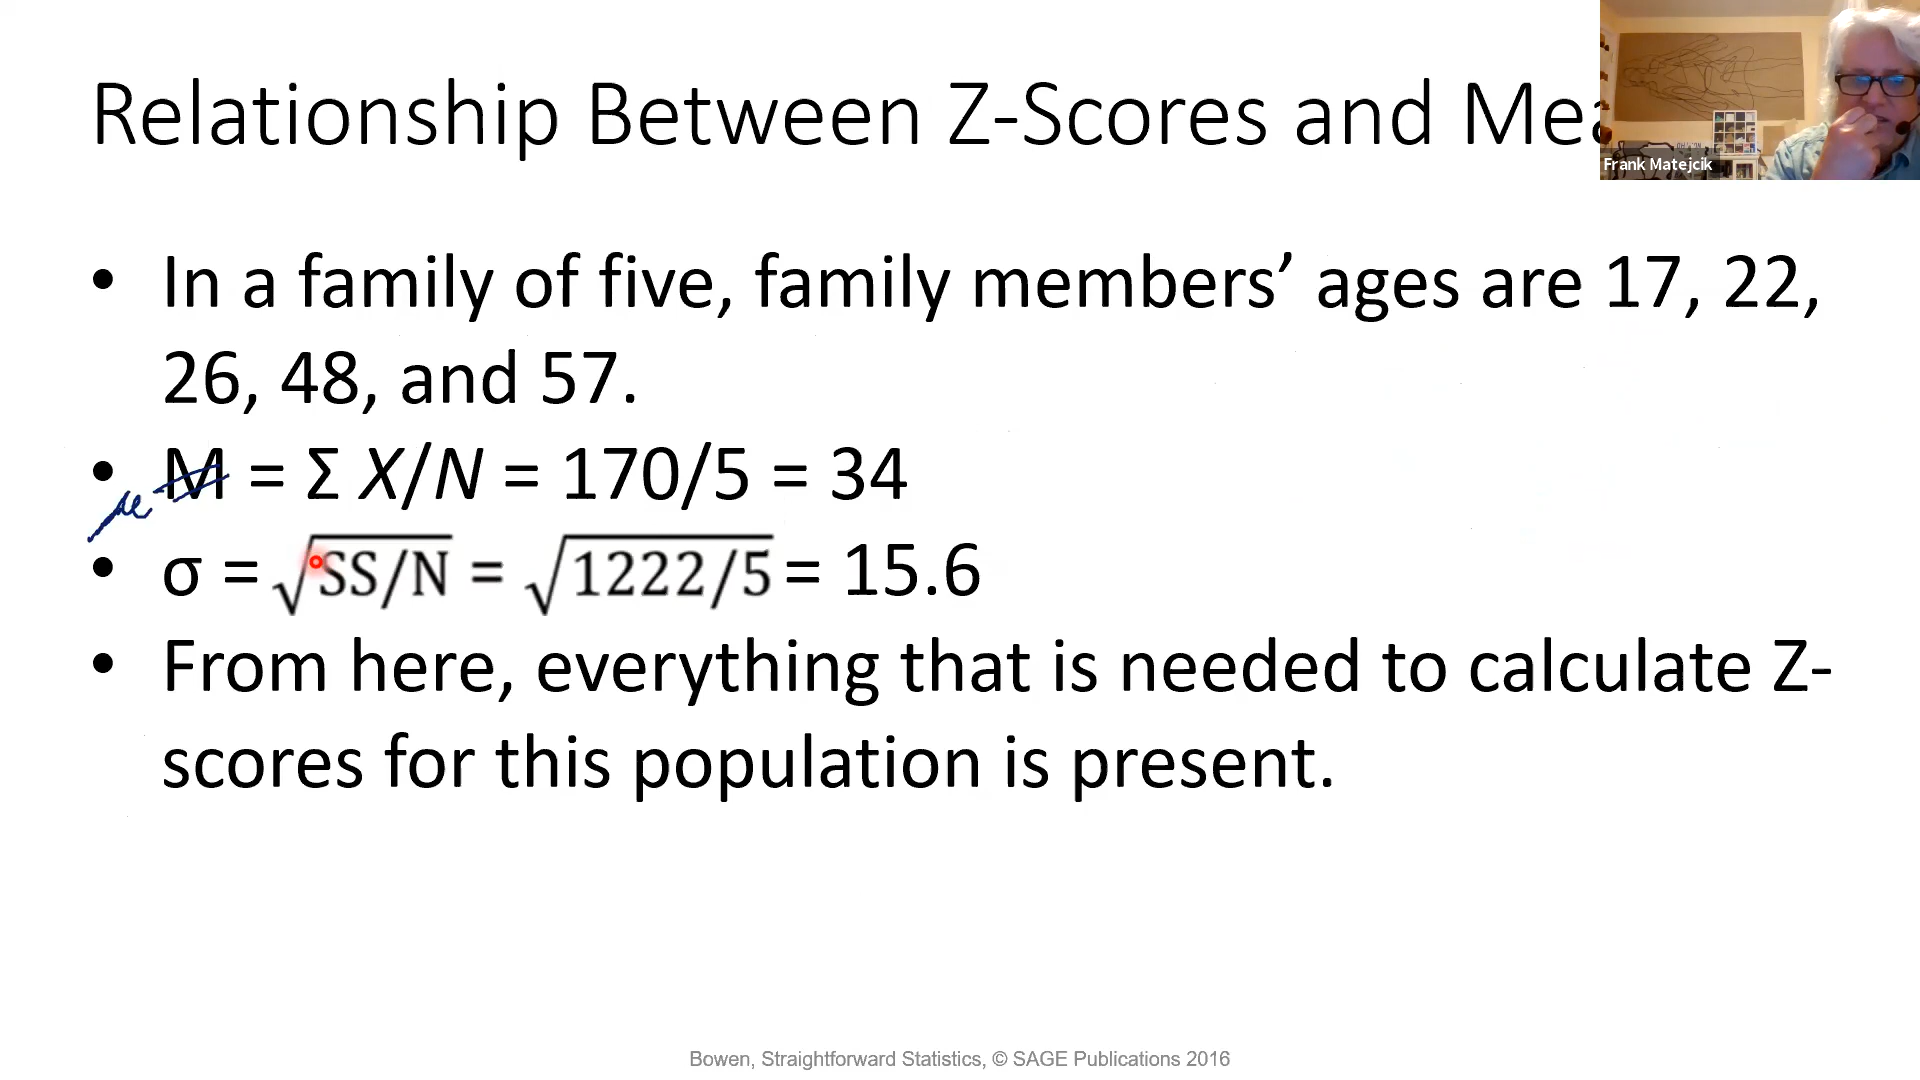 Relationship Between Z-Scores and Mea
Frank Matejcik
• In a family of five, family members’ ages are 17, 22,
26, 48, and 57.
• M = Σ X/N = 170/5 = 34
μ
• σ = √SS/N = √1222/5 = 15.6
• From here, everything that is needed to calculate Z-
scores for this population is present.
Bowen, Straightforward Statistics, © SAGE Publications 2016